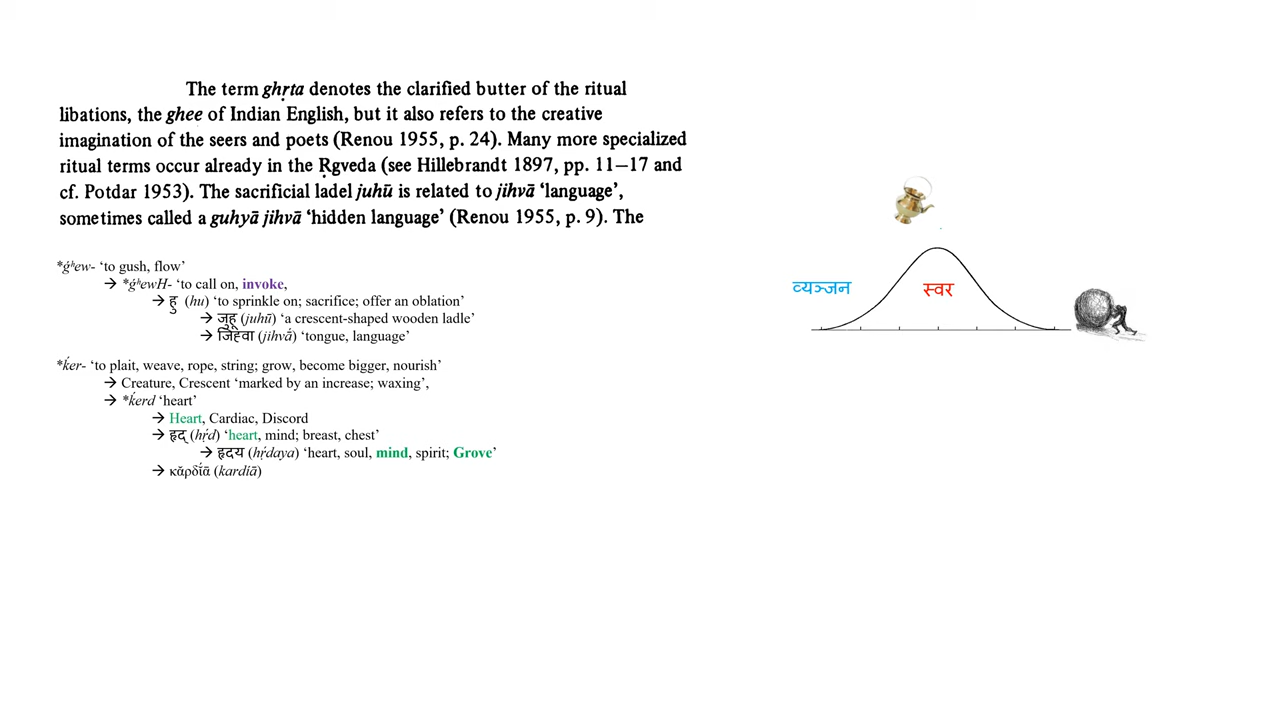 The term ghṛta denotes the clarified butter of the ritual
libations, the ghee of Indian English, but it also refers to the creative
imagination of the seers and poets (Renou 1955, p. 24). Many more specialized
ritual terms occur already in the Ṛgveda (see Hillebrandt 1897, pp. 11–17 and
cf. Potdar 1953). The sacrificial ladel juhū is related to jihvā ‘language’,
sometimes called a guhyā jihvā ‘hidden language’ (Renou 1955, p. 9). The
*ǵʰew- ‘to gush, flow’
→ *ǵʰewH- ‘to call on, invoke,
→ हु (hu) ‘to sprinkle on; sacrifice; offer an oblation’
→ जुहू (juhū) ‘a crescent-shaped wooden ladle’
→ जिह्वा (jihvā́) ‘tongue, language’
*ḱer- ‘to plait, weave, rope, string; grow, become bigger, nourish’
→ Creature, Crescent ‘marked by an increase; waxing’,
→ *ḱerd ‘heart’
→ Heart, Cardiac, Discord
→ हृद् (hṛ́d) ‘heart, mind; breast, chest’
→ हृदय (hṛ́daya) ‘heart, soul, mind, spirit; Grove’
→ κᾰρδῐ́ᾱ (kardíā)
व्यञ्जन
स्वर